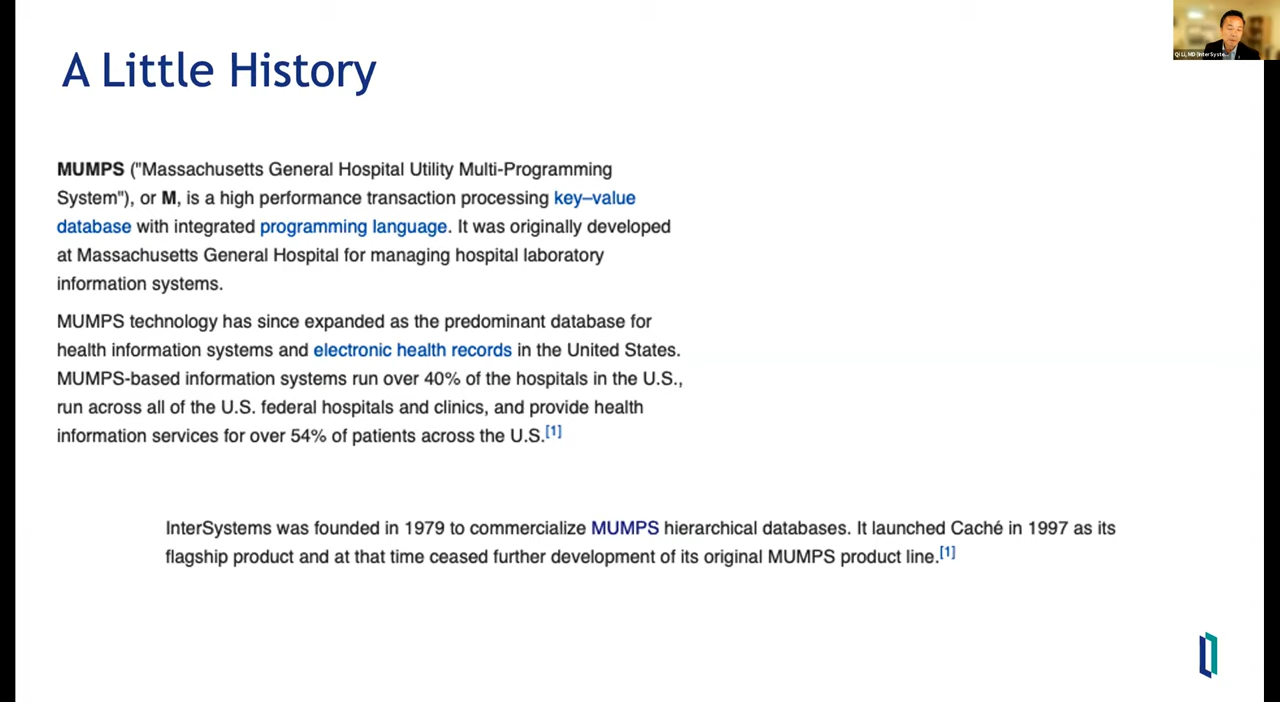 A Little History
QI LI, MD (InterSyste...
MUMPS ("Massachusetts General Hospital Utility Multi-Programming
System"), or M, is a high performance transaction processing key–value
database with integrated programming language. It was originally developed
at Massachusetts General Hospital for managing hospital laboratory
information systems.
MUMPS technology has since expanded as the predominant database for
health information systems and electronic health records in the United States.
MUMPS-based information systems run over 40% of the hospitals in the U.S.,
run across all of the U.S. federal hospitals and clinics, and provide health
information services for over 54% of patients across the U.S.[1]
InterSystems was founded in 1979 to commercialize MUMPS hierarchical databases. It launched Caché in 1997 as its
flagship product and at that time ceased further development of its original MUMPS product line.[1]